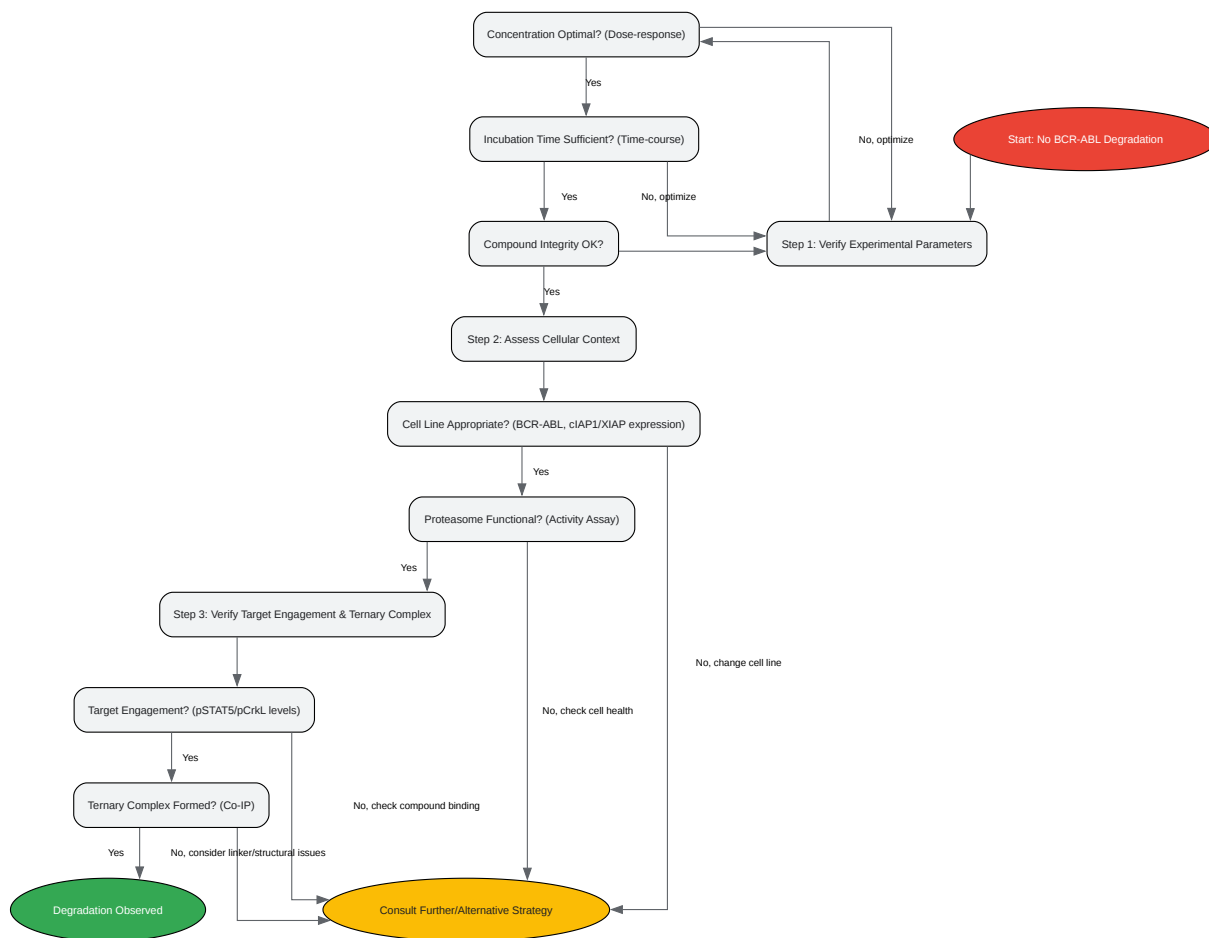 Concentration Optimal? (Dose-response)
Yes
No, optimize
Start: No BCR-ABL Degradation
Incubation Time Sufficient? (Time-course)
Yes
No, optimize
Compound Integrity OK?
Step 1: Verify Experimental Parameters
Yes
Step 2: Assess Cellular Context
Cell Line Appropriate? (BCR-ABL, cIAP1/XIAP expression)
Yes
Proteasome Functional? (Activity Assay)
Yes
Step 3: Verify Target Engagement & Ternary Complex
No, change cell line
Target Engagement? (pSTAT5/pCrkL levels)
No, check cell health
Yes
Ternary Complex Formed? (Co-IP)
No, check compound binding
Yes
No, consider linker/structural issues
Degradation Observed
Consult Further/Alternative Strategy